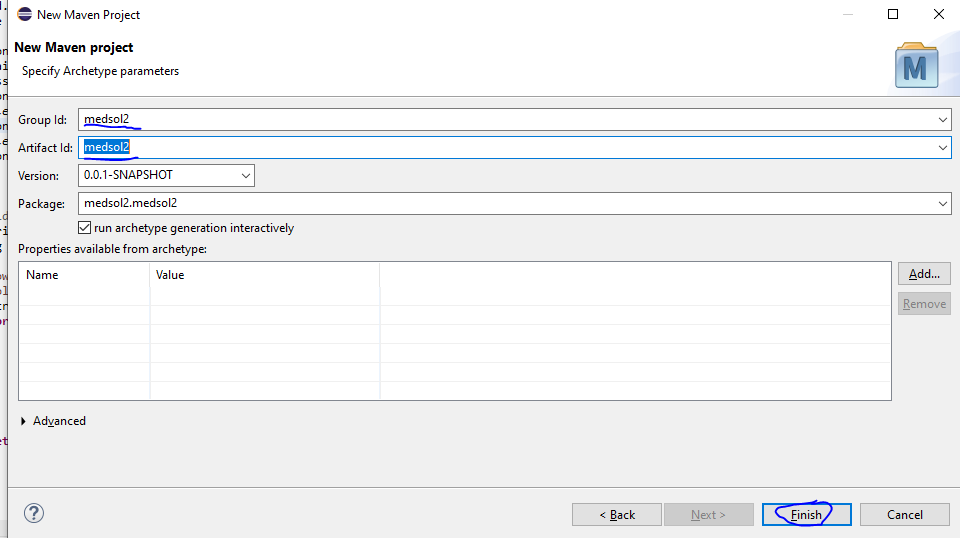 New Maven Project
New Maven project
Specify Archetype parameters
M
Group Id: medsol2
Artifact Id: medsol2
Version: 0.0.1-SNAPSHOT
Package: medsol2.medsol2
run archetype generation interactively
Properties available from archetype:
Name Value
Add...
Remove
Advanced
? < Back Next > Finish Cancel